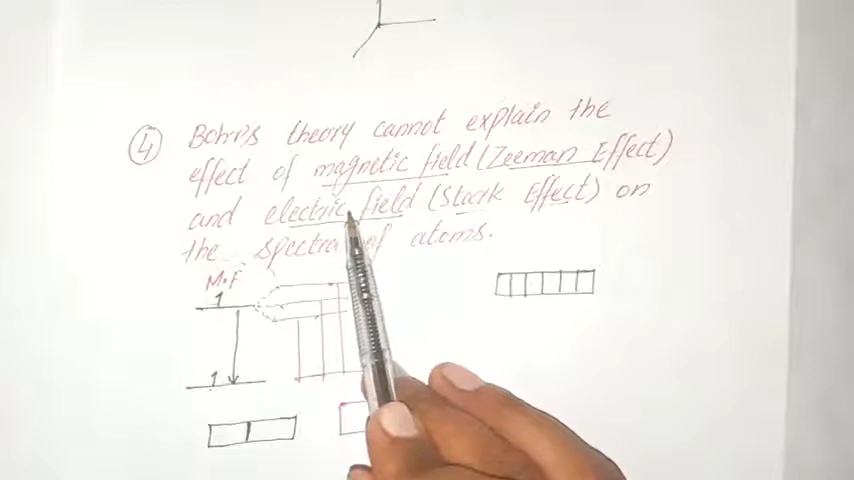 4 Bohr's theory cannot explain the
effect of magnetic field (Zeeman Effect)
and electric field (Stark Effect) on
the spectra of atoms.
M.F
1
1